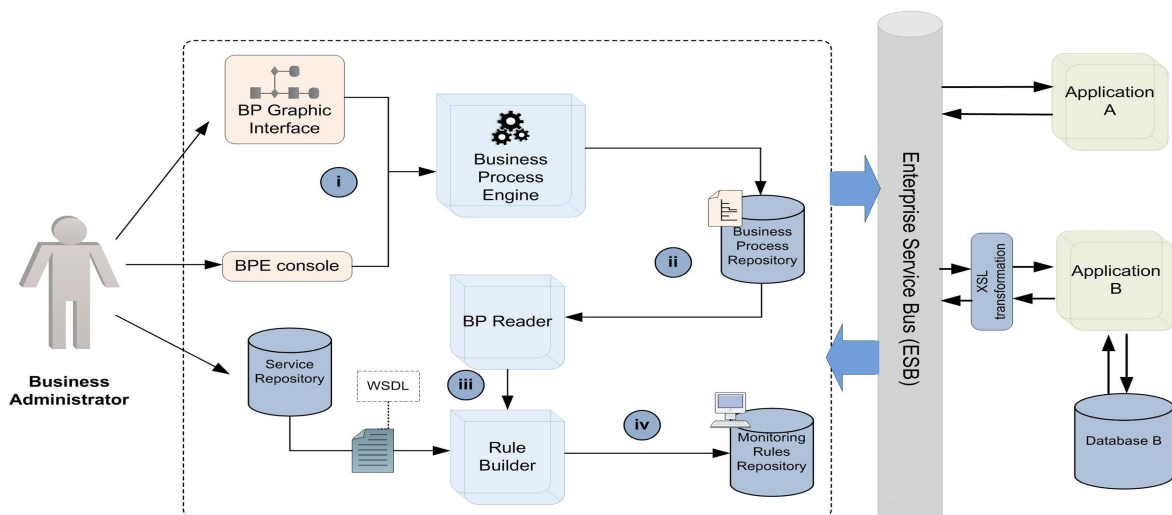 BP Graphic
Interface
i
BPE console
Business
Process
Engine
Business
Process
Repository
ii
BP Reader
iii
Service
Repository
WSDL
Rule
Builder
iv
Monitoring
Rules
Repository
Business
Administrator
Enterprise Service Bus (ESB)
Application
A
XSL
transformation
Application
B
Database B